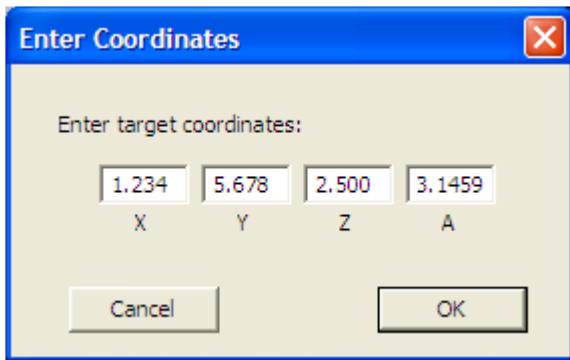 Enter Coordinates
Enter target coordinates:
1.234 5.678 2.500 3.1459
X Y Z A
Cancel OK